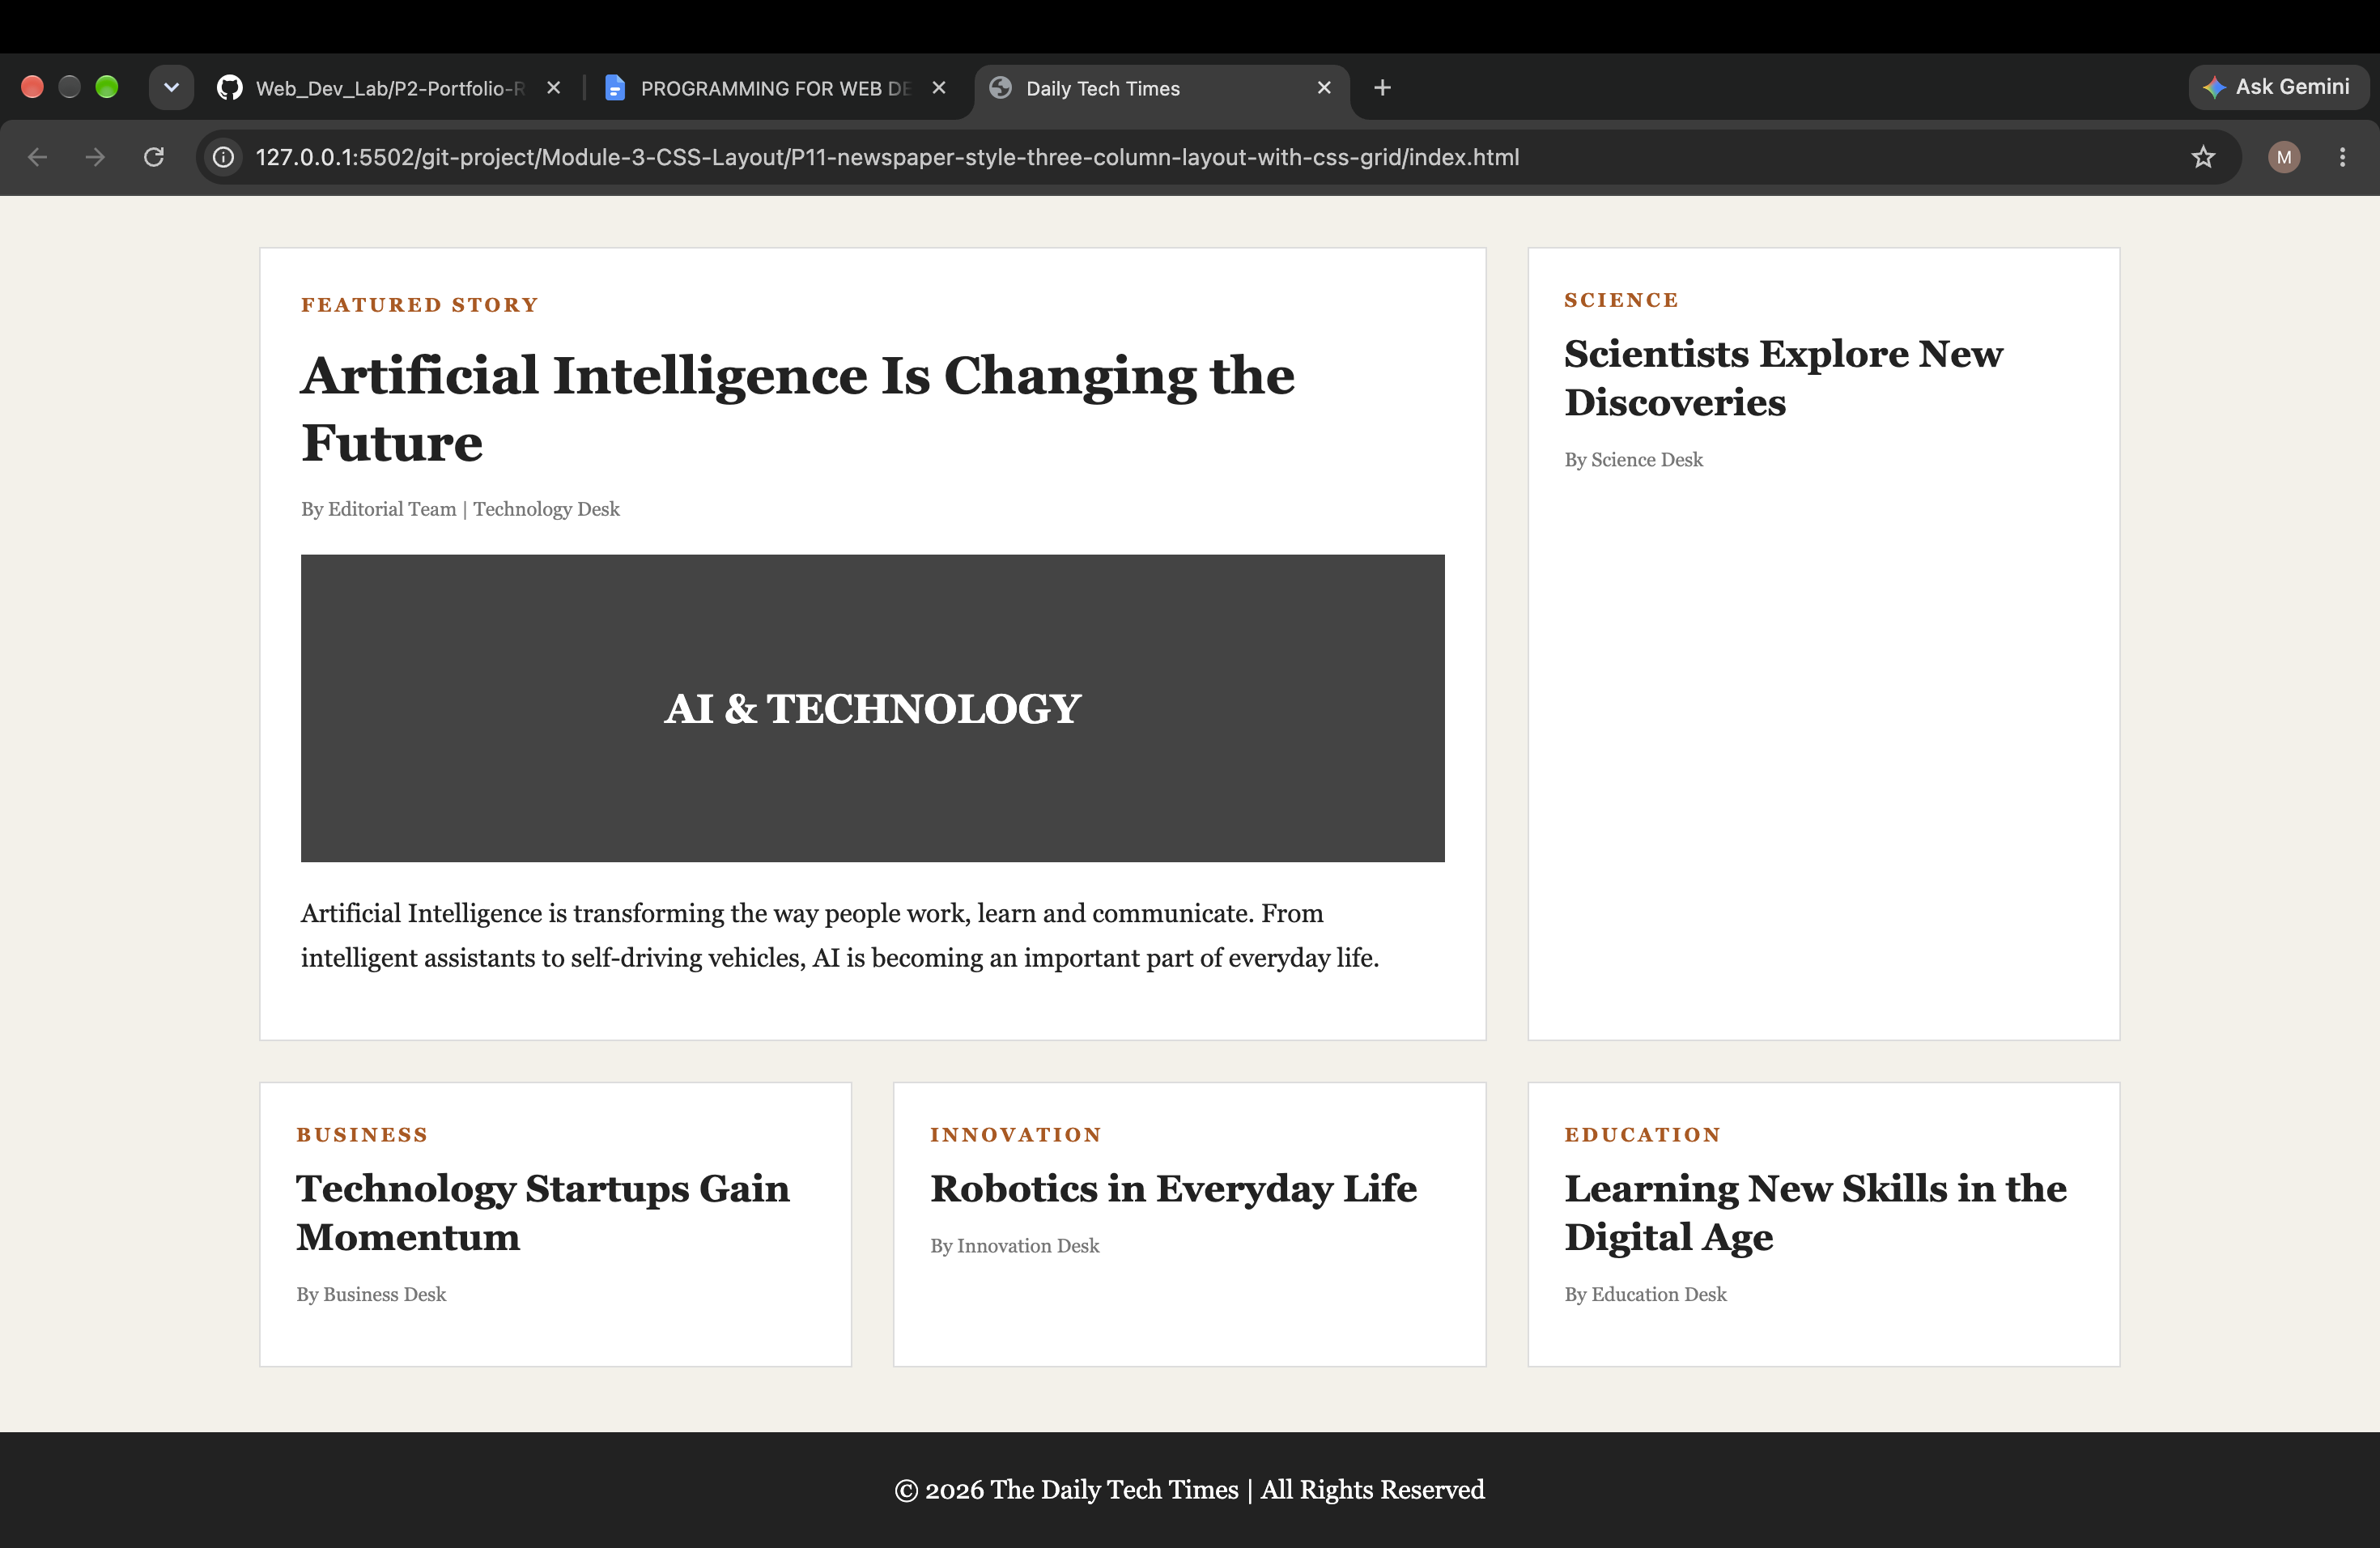 Web_Dev_Lab/P2-Portfolio-R
PROGRAMMING FOR WEB DE
Daily Tech Times
Ask Gemini
127.0.0.1:5502/git-project/Module-3-CSS-Layout/P11-newspaper-style-three-column-layout-with-css-grid/index.html
M
FEATURED STORY
Artificial Intelligence Is Changing the
Future
By Editorial Team | Technology Desk
AI & TECHNOLOGY
Artificial Intelligence is transforming the way people work, learn and communicate. From
intelligent assistants to self-driving vehicles, AI is becoming an important part of everyday life.
SCIENCE
Scientists Explore New
Discoveries
By Science Desk
BUSINESS
Technology Startups Gain
Momentum
By Business Desk
INNOVATION
Robotics in Everyday Life
By Innovation Desk
EDUCATION
Learning New Skills in the
Digital Age
By Education Desk
© 2026 The Daily Tech Times | All Rights Reserved